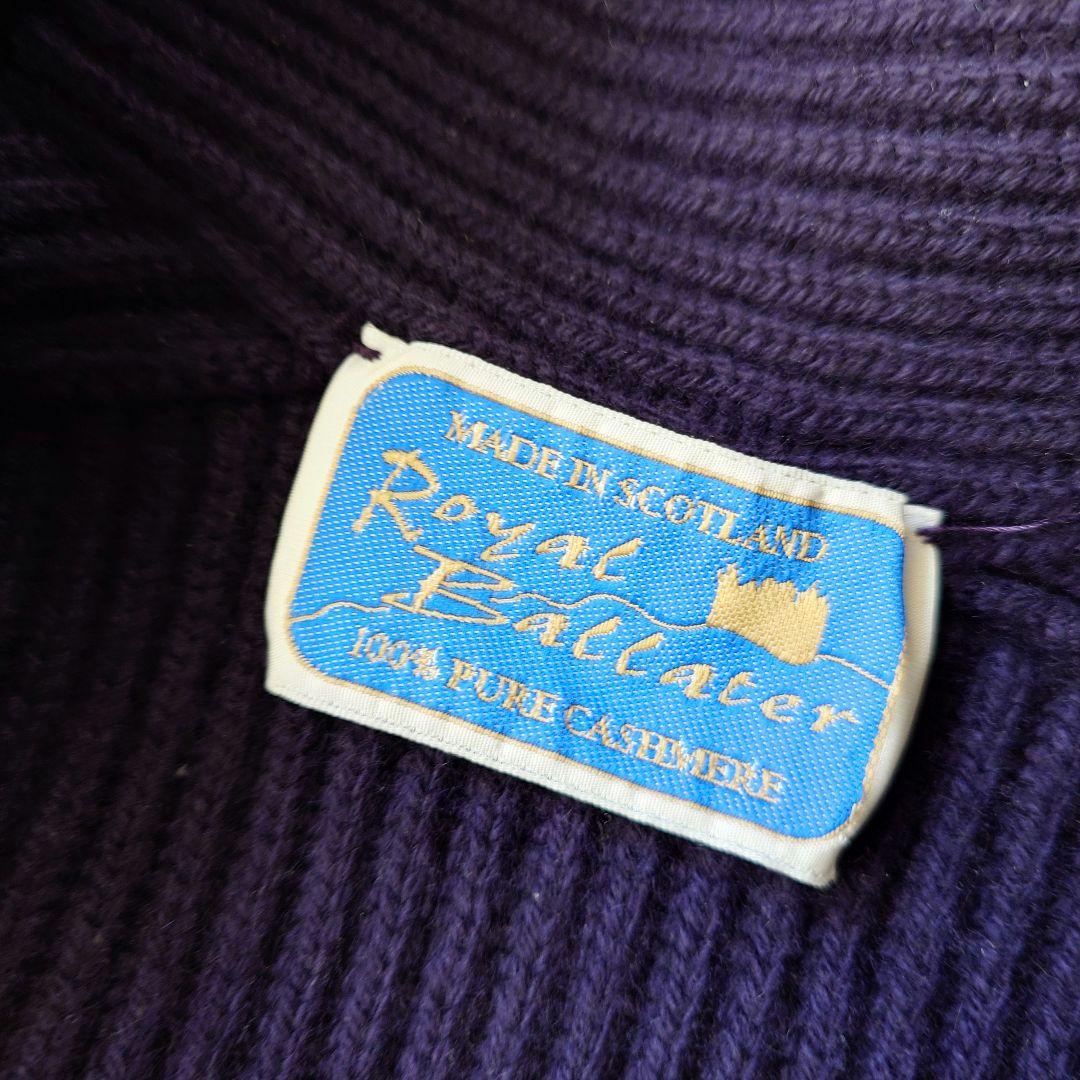 MADE IN SCOTLAND
Royal
Ballater
100% PURE CASHMERE